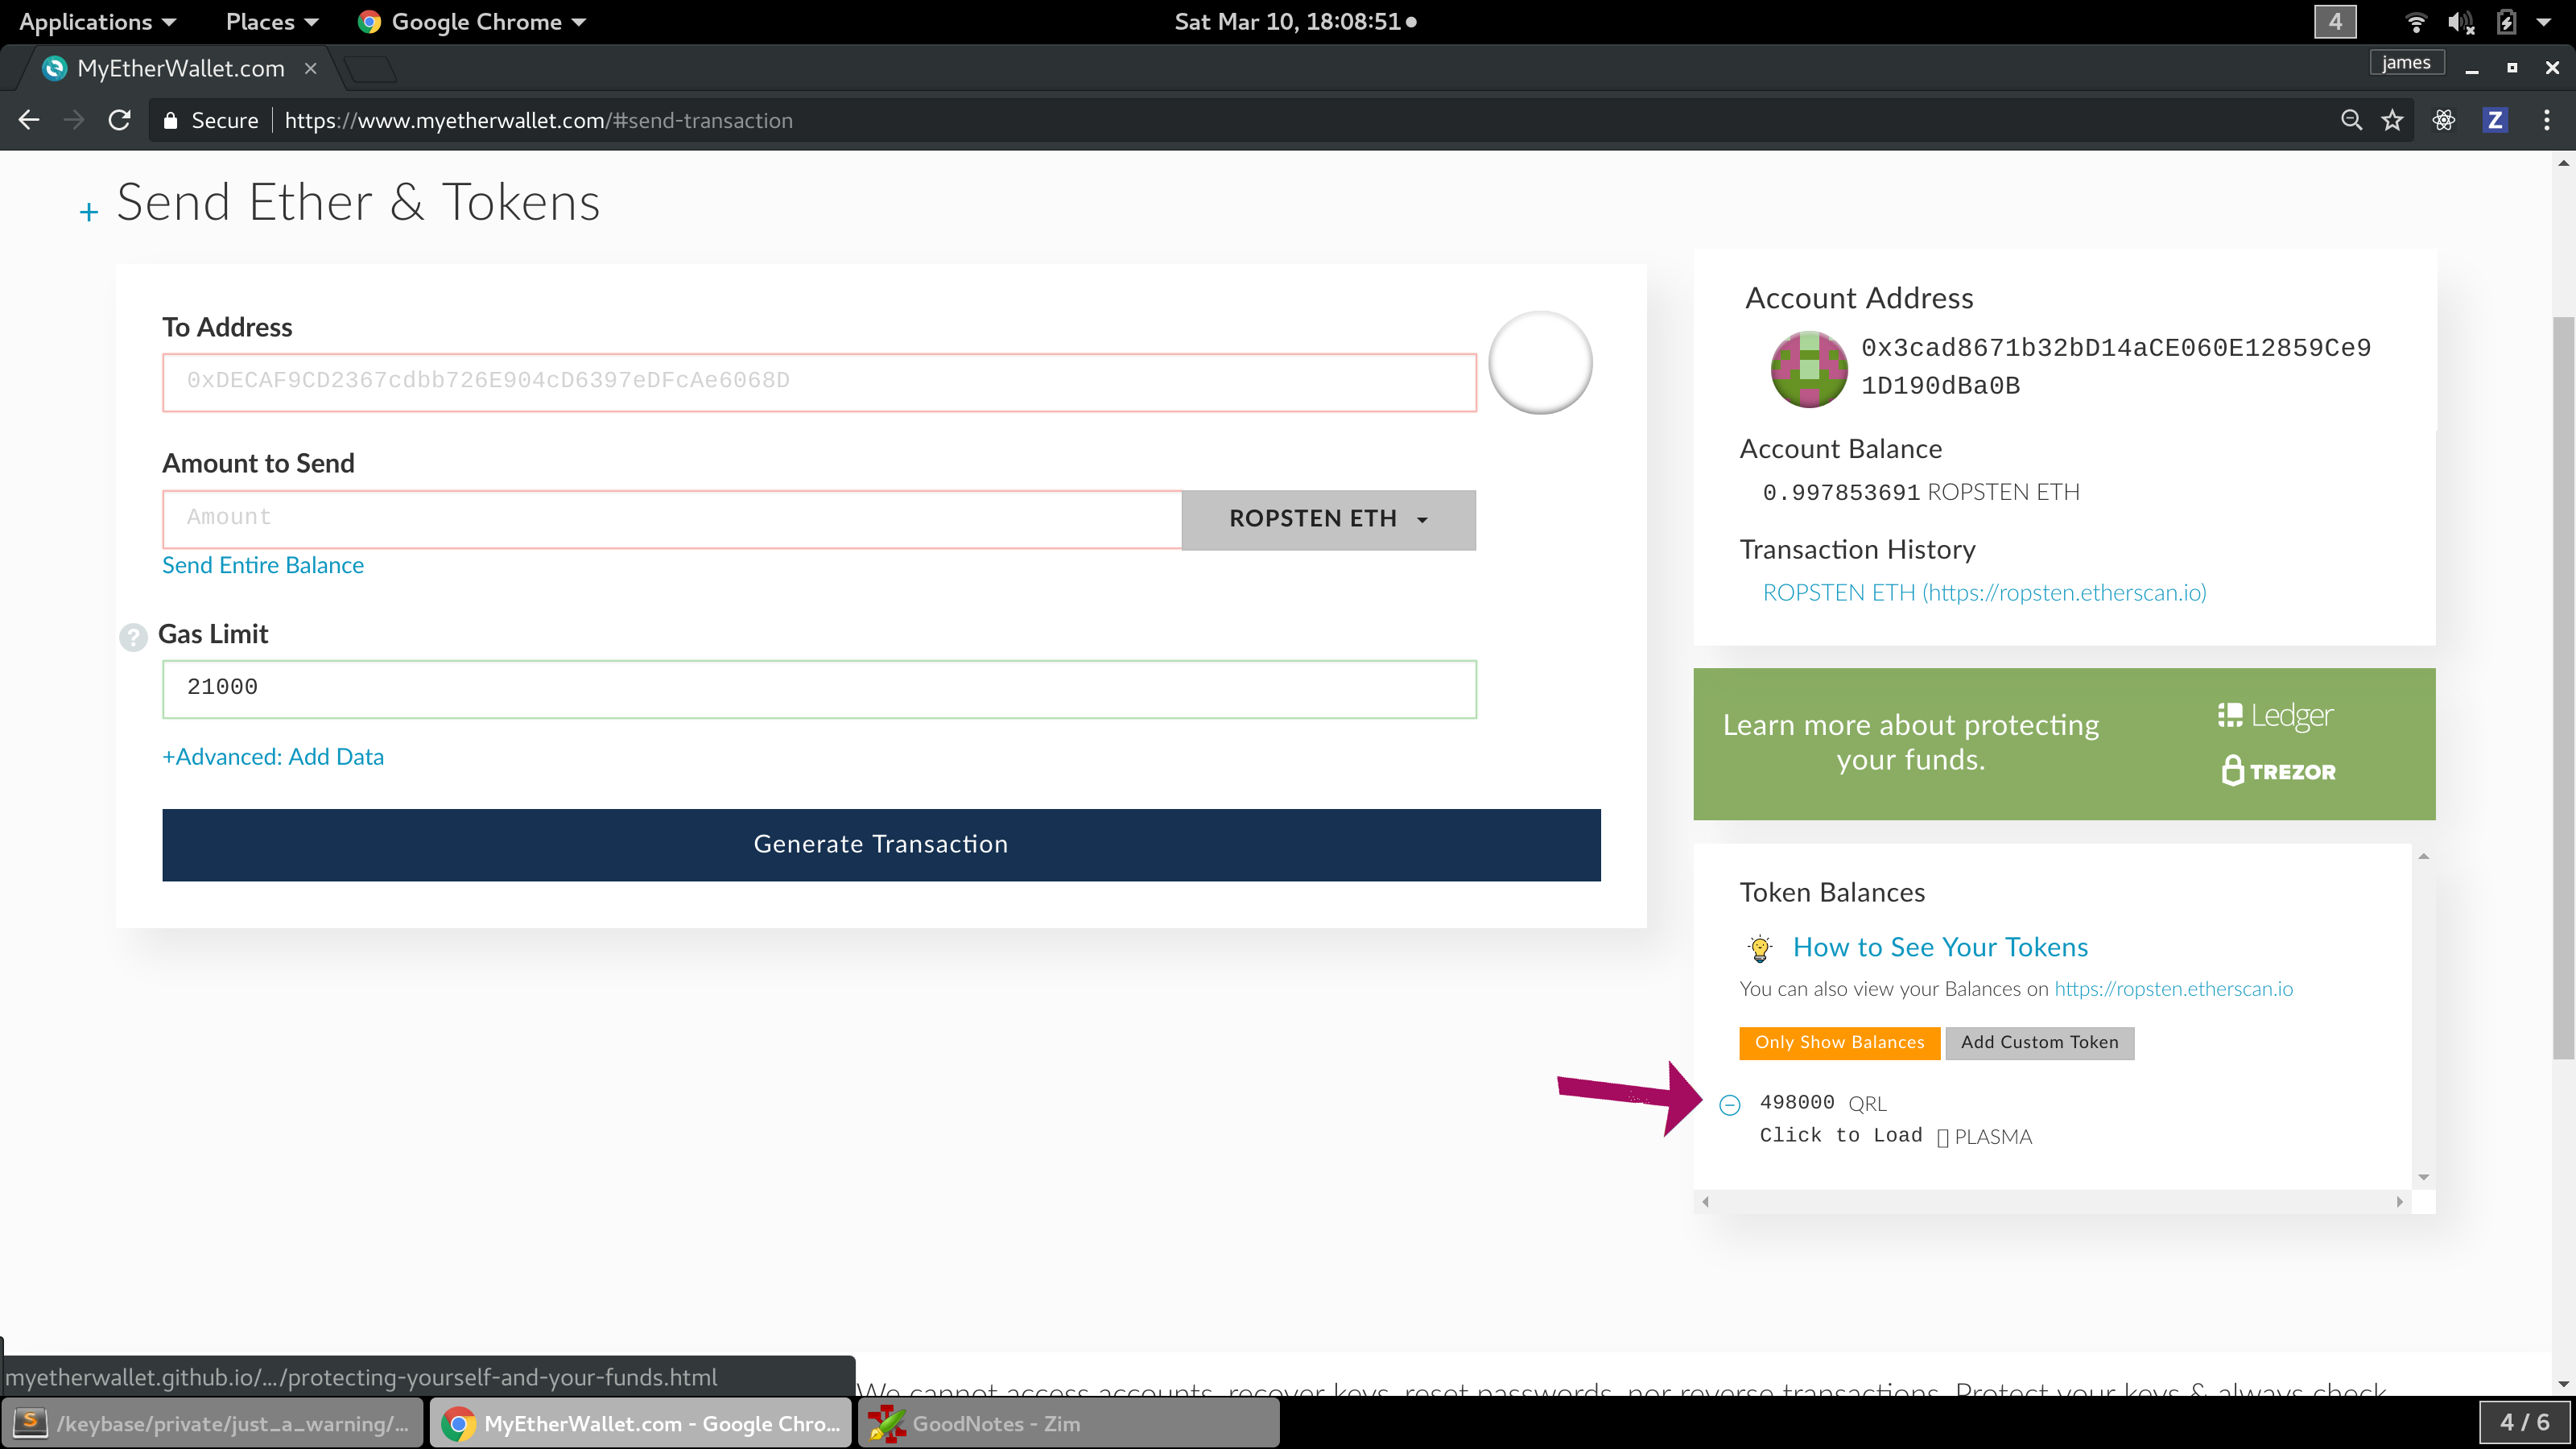 Applications Places Google Chrome Sat Mar 10, 18:08:51 4
MyEtherWallet.com × james
Secure https://www.myetherwallet.com/#send-transaction Z
+ Send Ether & Tokens
To Address
0xDECAF9CD2367cdbb726E904cD6397eDFcAe6068D
Amount to Send
Amount ROPSTEN ETH
Send Entire Balance
? Gas Limit
21000
+Advanced: Add Data
Generate Transaction
Account Address
0x3cad8671b32bD14aCE060E12859Ce9
1D190dBa0B
Account Balance
0.997853691 ROPSTEN ETH
Transaction History
ROPSTEN ETH (https://ropsten.etherscan.io)
Learn more about protecting
your funds.
Ledger
TREZOR
Token Balances
How to See Your Tokens
You can also view your Balances on https://ropsten.etherscan.io
Only Show Balances Add Custom Token
498000 QRL
Click to Load PLASMA
myetherwallet.github.io/.../protecting-yourself-and-your-funds.html
We cannot access accounts, recover keys, reset passwords, nor reverse transactions. Protect your keys & always check
S /keybase/private/just_a_warning/... MyEtherWallet.com - Google Chro... GoodNotes - Zim 4 / 6